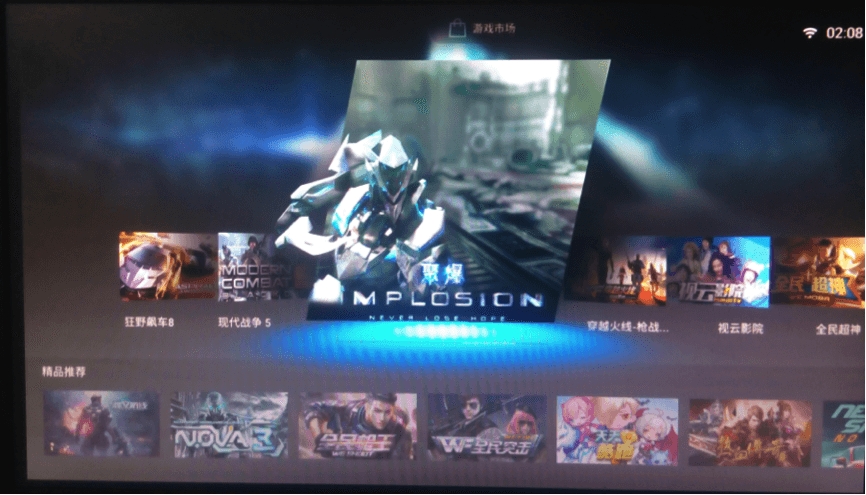 游戏市场
02:08
MODERN
COMBAT
聚爆
IMPLOSION
NEVER LOSE HOPE
视云影院
全民超神
狂野飙车8
现代战争 5
穿越火线-枪战...
视云影院
全民超神
精品推荐
NOVA3
全民枪王
WF全民突击
天天酷跑